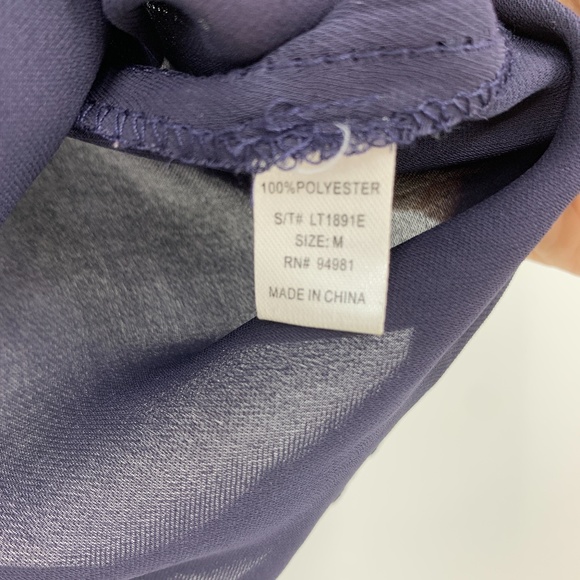 100%POLYESTER
S/T# LT1891E
SIZE: M
RN# 94981
MADE IN CHINA